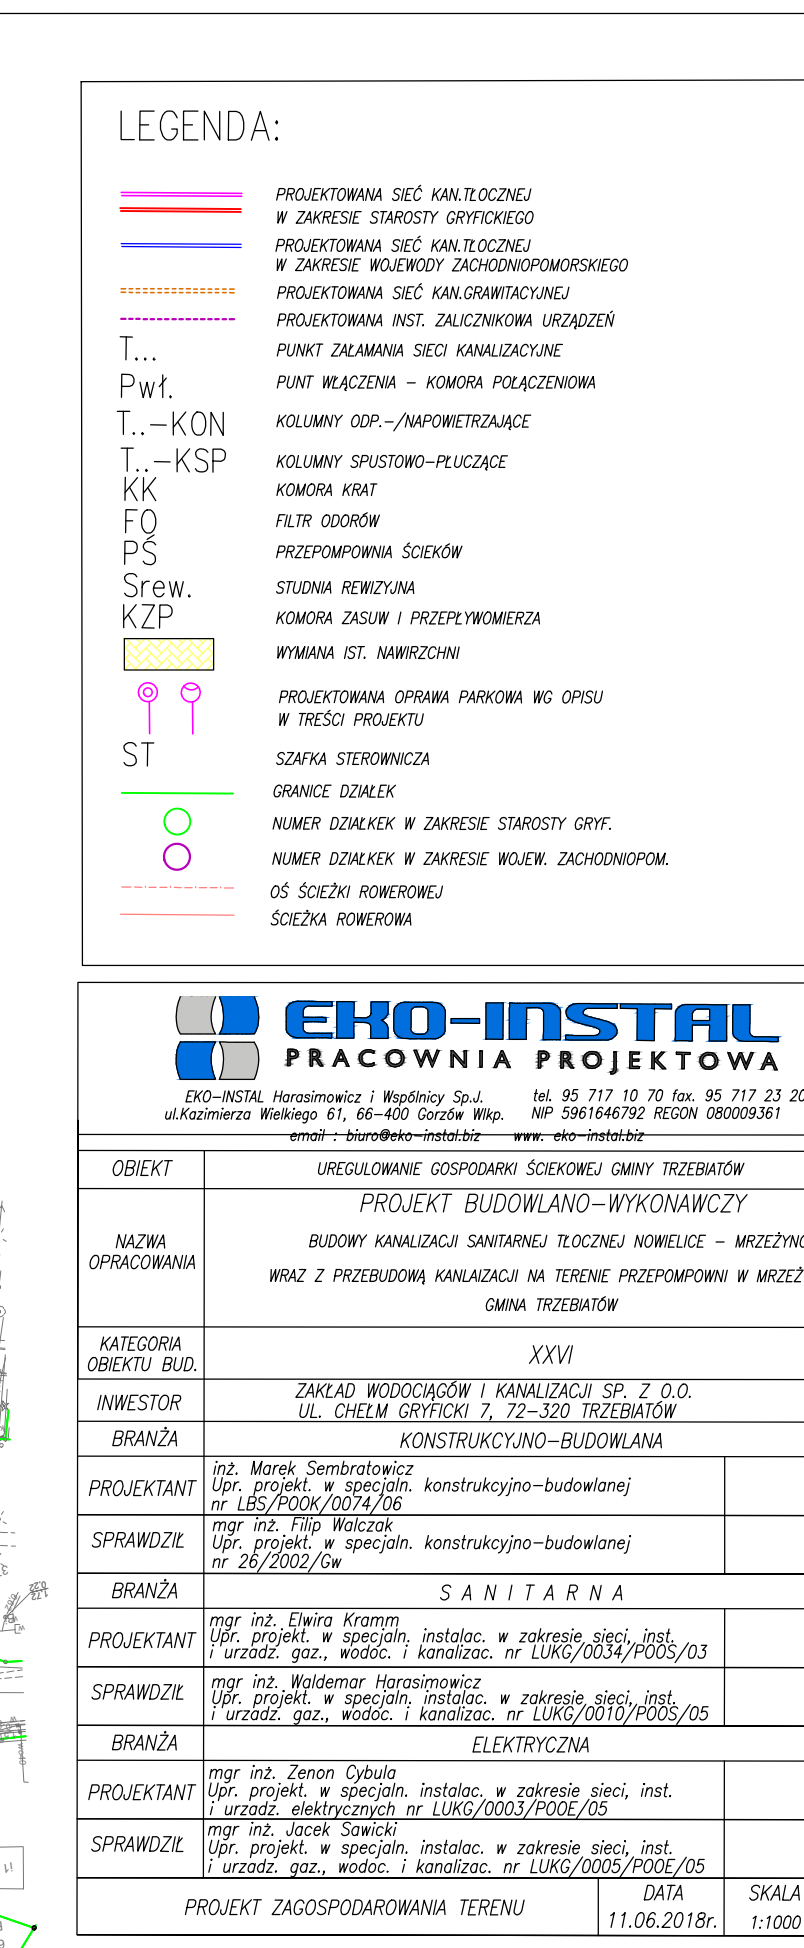 LEGENDA:
PROJEKTOWANA SIEĆ KAN.TŁOCZNEJ
W ZAKRESIE STAROSTY GRYFICKIEGO
PROJEKTOWANA SIEĆ KAN.TŁOCZNEJ
W ZAKRESIE WOJEWODY ZACHODNIOPOMORSKIEGO
PROJEKTOWANA SIEĆ KAN.GRAWITACYJNEJ
PROJEKTOWANA INST. ZALICZNIKOWA URZĄDZEŃ
T... PUNKT ZAŁAMANIA SIECI KANALIZACYJNE
Pwł. PUNT WŁĄCZENIA – KOMORA POŁĄCZENIOWA
T..–KON KOLUMNY ODP.–/NAPOWIETRZAJĄCE
T..–KSP KOLUMNY SPUSTOWO–PŁUCZĄCE
KK KOMORA KRAT
FO FILTR ODORÓW
PŚ PRZEPOMPOWNIA ŚCIEKÓW
Srew. STUDNIA REWIZYJNA
KZP KOMORA ZASUW I PRZEPŁYWOMIERZA
WYMIANA IST. NAWIRZCHNI
PROJEKTOWANA OPRAWA PARKOWA WG OPISU
W TREŚCI PROJEKTU
ST SZAFKA STEROWNICZA
GRANICE DZIAŁEK
NUMER DZIAŁKEK W ZAKRESIE STAROSTY GRYF.
NUMER DZIAŁKEK W ZAKRESIE WOJEW. ZACHODNIOPOM.
OŚ ŚCIEŻKI ROWEROWEJ
ŚCIEŻKA ROWEROWA
EKO-INSTAL
PRACOWNIA PROJEKTOWA
EKO–INSTAL Harasimowicz i Wspólnicy Sp.J. tel. 95 717 10 70 fax. 95 717 23 20
ul.Kazimierza Wielkiego 61, 66–400 Gorzów Wlkp. NIP 5961646792 REGON 080009361
email : biuro@eko–instal.biz www. eko–instal.biz
OBIEKT UREGULOWANIE GOSPODARKI ŚCIEKOWEJ GMINY TRZEBIATÓW
NAZWA OPRACOWANIA PROJEKT BUDOWLANO–WYKONAWCZY
BUDOWY KANALIZACJI SANITARNEJ TŁOCZNEJ NOWIELICE – MRZEŻYNO
WRAZ Z PRZEBUDOWĄ KANLAIZACJI NA TERENIE PRZEPOMPOWNI W MRZEŻ
GMINA TRZEBIATÓW
KATEGORIA
OBIEKTU BUD. XXVI
INWESTOR ZAKŁAD WODOCIĄGÓW I KANALIZACJI SP. Z O.O.
UL. CHEŁM GRYFICKI 7, 72–320 TRZEBIATÓW
BRANŻA KONSTRUKCYJNO–BUDOWLANA
PROJEKTANT inż. Marek Sembratowicz
Upr. projekt. w specjaln. konstrukcyjno–budowlanej
nr LBS/POOK/0074/06
SPRAWDZIŁ mgr inż. Filip Walczak
Upr. projekt. w specjaln. konstrukcyjno–budowlanej
nr 26/2002/Gw
BRANŻA S A N I T A R N A
PROJEKTANT mgr inż. Elwira Kramm
Upr. projekt. w specjaln. instalac. w zakresie sieci, inst.
i urzadz. gaz., wodoc. i kanalizac. nr LUKG/0034/POOS/03
SPRAWDZIŁ mgr inż. Waldemar Harasimowicz
Upr. projekt. w specjaln. instalac. w zakresie sieci, inst.
i urzadz. gaz., wodoc. i kanalizac. nr LUKG/0010/POOS/05
BRANŻA ELEKTRYCZNA
PROJEKTANT mgr inż. Zenon Cybula
Upr. projekt. w specjaln. instalac. w zakresie sieci, inst.
i urzadz. elektrycznych nr LUKG/0003/POOE/05
SPRAWDZIŁ mgr inż. Jacek Sawicki
Upr. projekt. w specjaln. instalac. w zakresie sieci, inst.
i urzadz. gaz., wodoc. i kanalizac. nr LUKG/0005/POOE/05
PROJEKT ZAGOSPODAROWANIA TERENU DATA SKALA
11.06.2018r. 1:1000